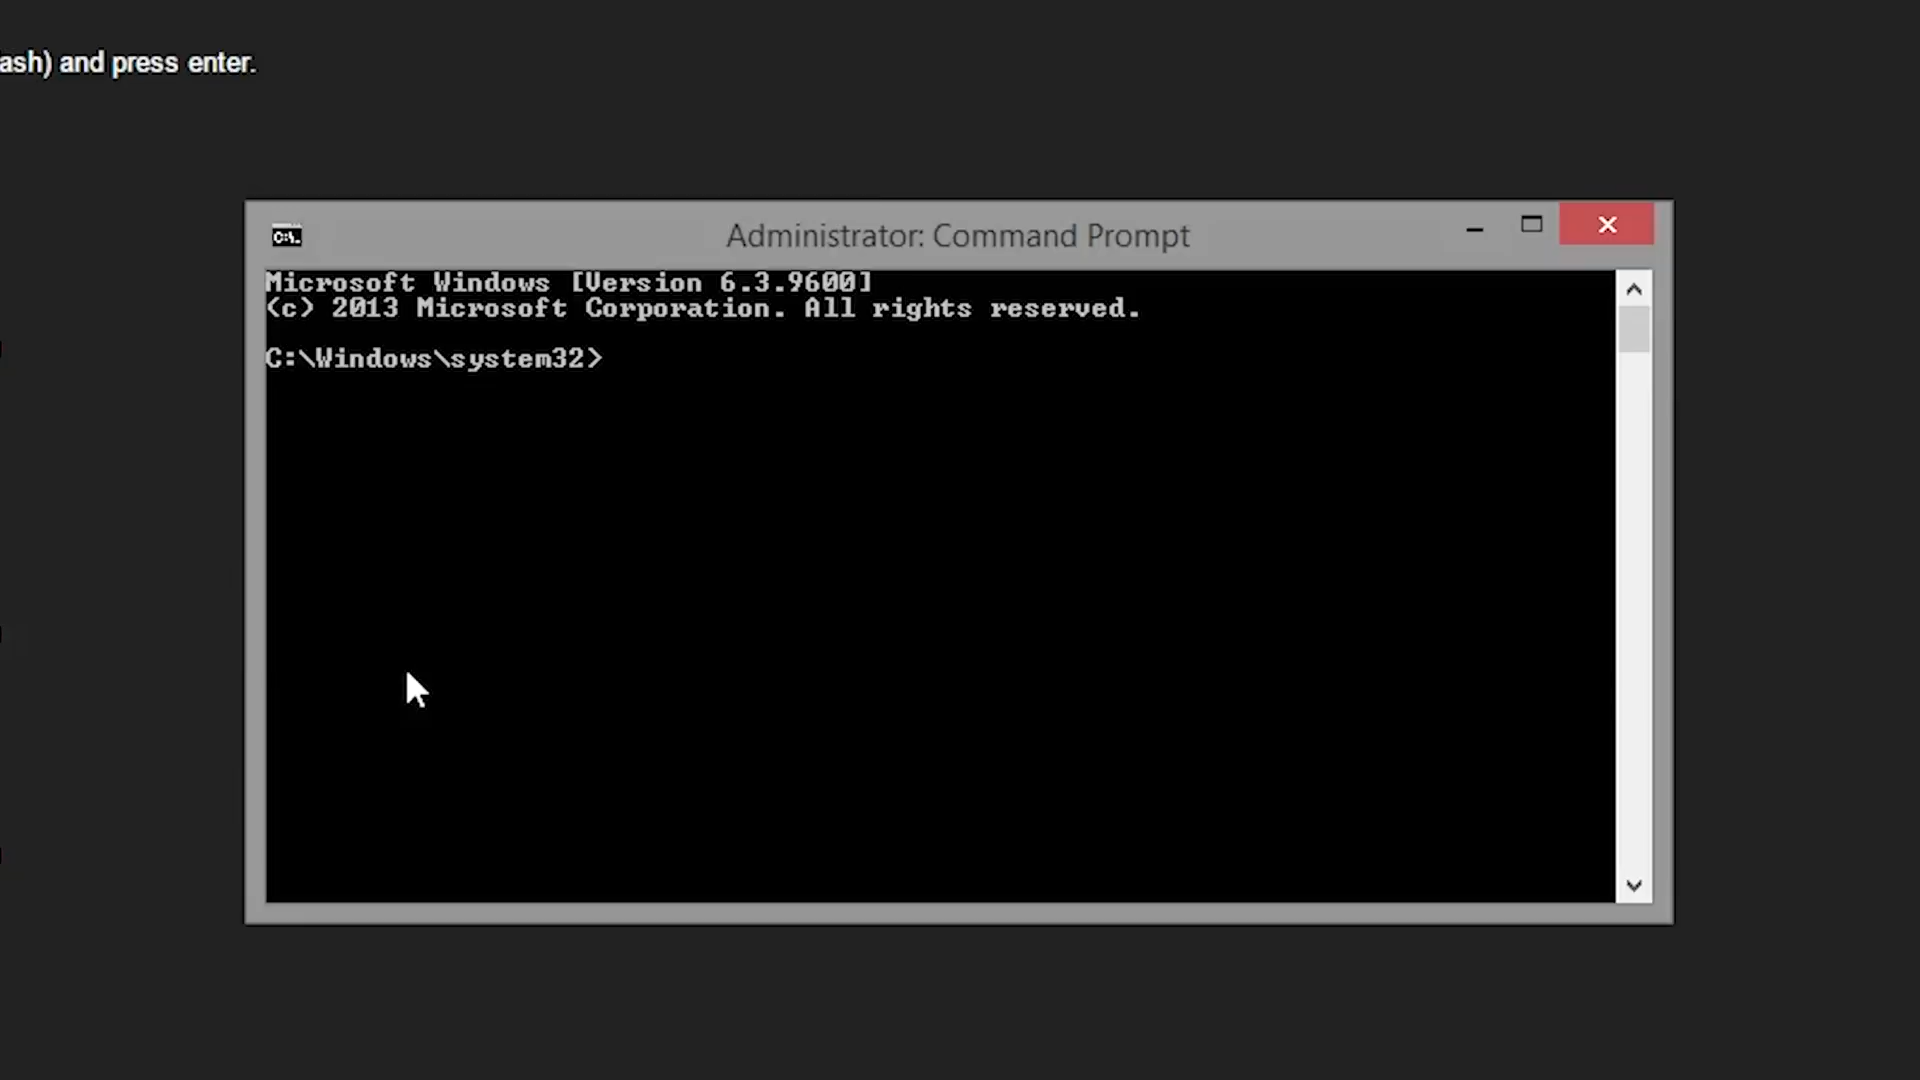 ash) and press enter.
C:\.
Administrator: Command Prompt
Microsoft Windows [Version 6.3.9600]
(c) 2013 Microsoft Corporation. All rights reserved.
C:\Windows\system32>